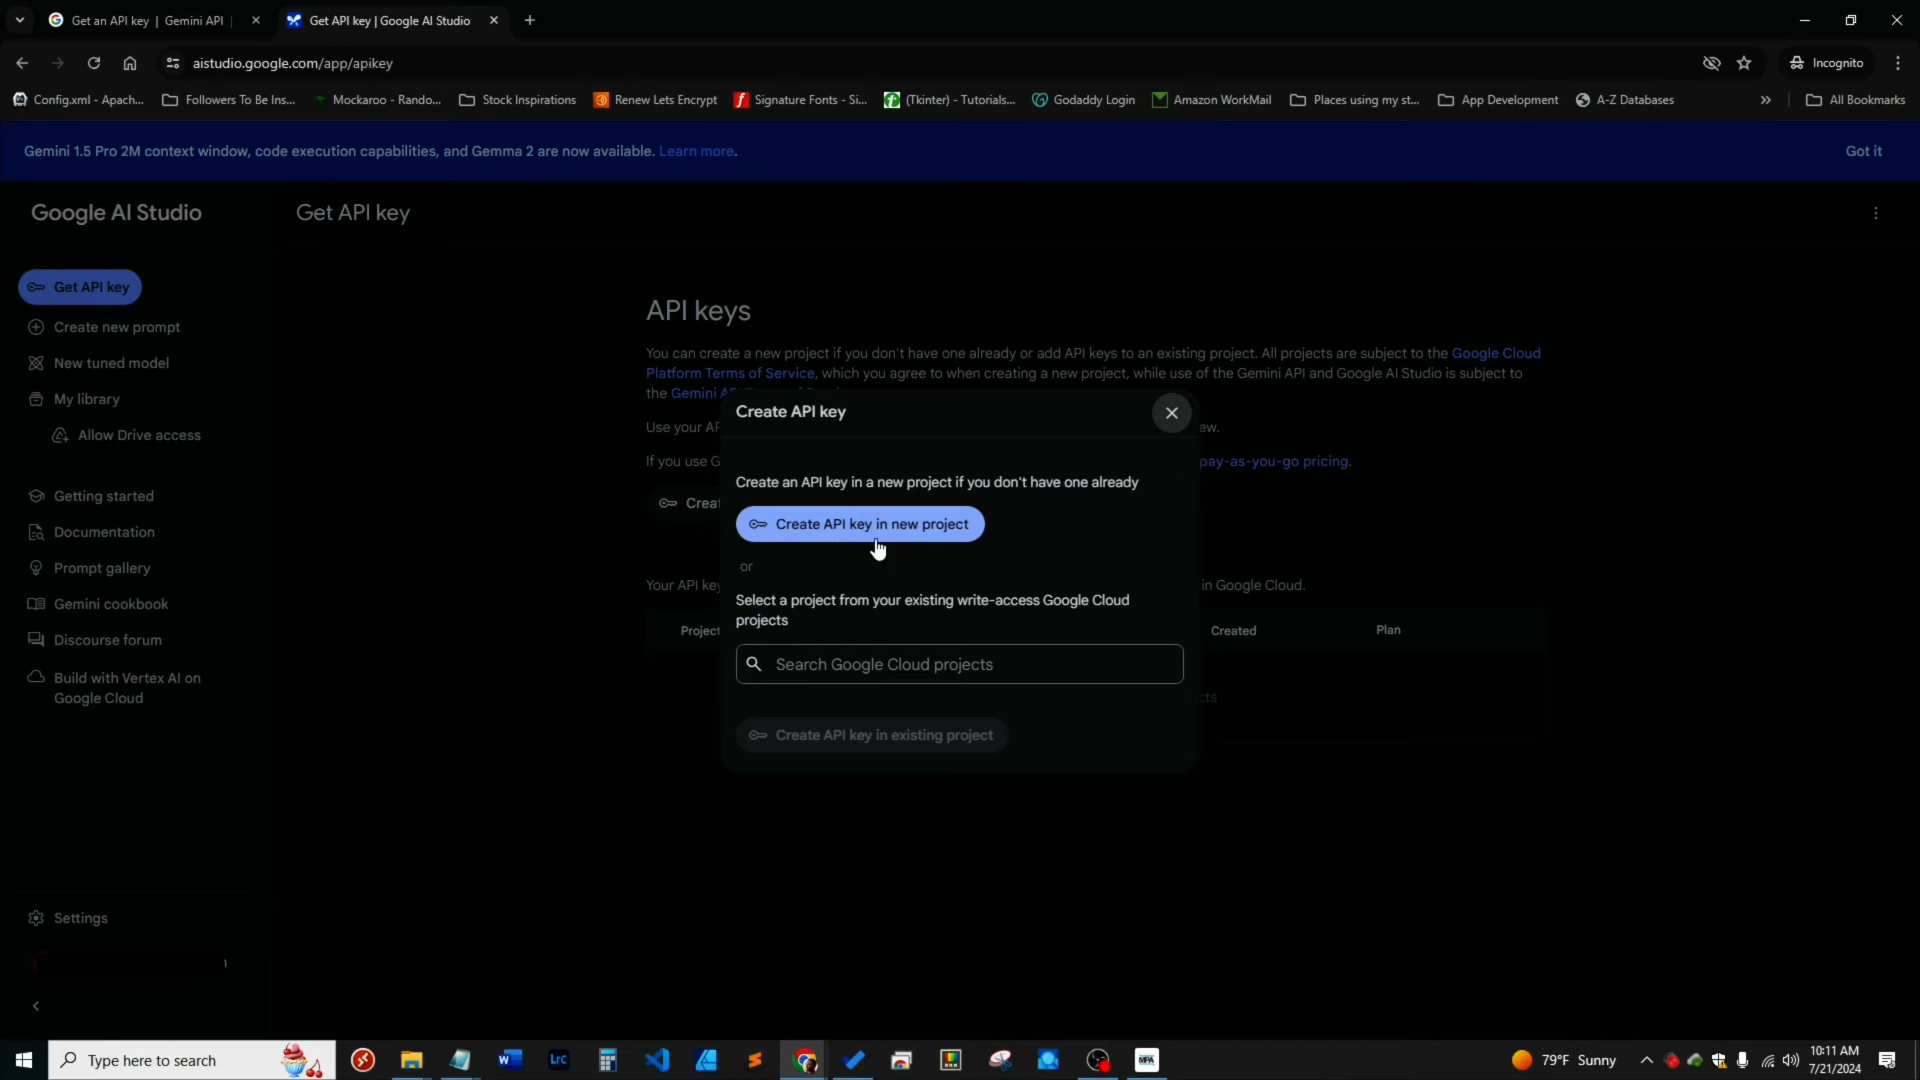 Get an API key | Gemini API |
Get API key | Google AI Studio
aistudio.google.com/app/apikey
Incognito
Config.xml - Apach...
Followers To Be Ins...
Mockaroo - Rando...
Stock Inspirations
Renew Lets Encrypt
Signature Fonts - Si...
(Tkinter) - Tutorials...
Godaddy Login
Amazon WorkMail
Places using my st...
App Development
A-Z Databases
»
All Bookmarks
Gemini 1.5 Pro 2M context window, code execution capabilities, and Gemma 2 are now available. Learn more.
Got it
Google AI Studio
Get API key
Get API key
Create new prompt
New tuned model
My library
Allow Drive access
Getting started
Documentation
Prompt gallery
Gemini cookbook
Discourse forum
Build with Vertex AI on
Google Cloud
Settings
API keys
You can create a new project if you don't have one already or add API keys to an existing project. All projects are subject to the Google Cloud
Platform Terms of Service, which you agree to when creating a new project, while use of the Gemini API and Google AI Studio is subject to
the Gemini
Use your
If you use
pay-as-you-go pricing.
Your API
in Google Cloud.
Project
Created
Plan
Create API key
Create an API key in a new project if you don't have one already
Create API key in new project
or
Select a project from your existing write-access Google Cloud
projects
Search Google Cloud projects
Create API key in existing project
Type here to search
LrC
MPA
79°F Sunny
10:11 AM
7/21/2024